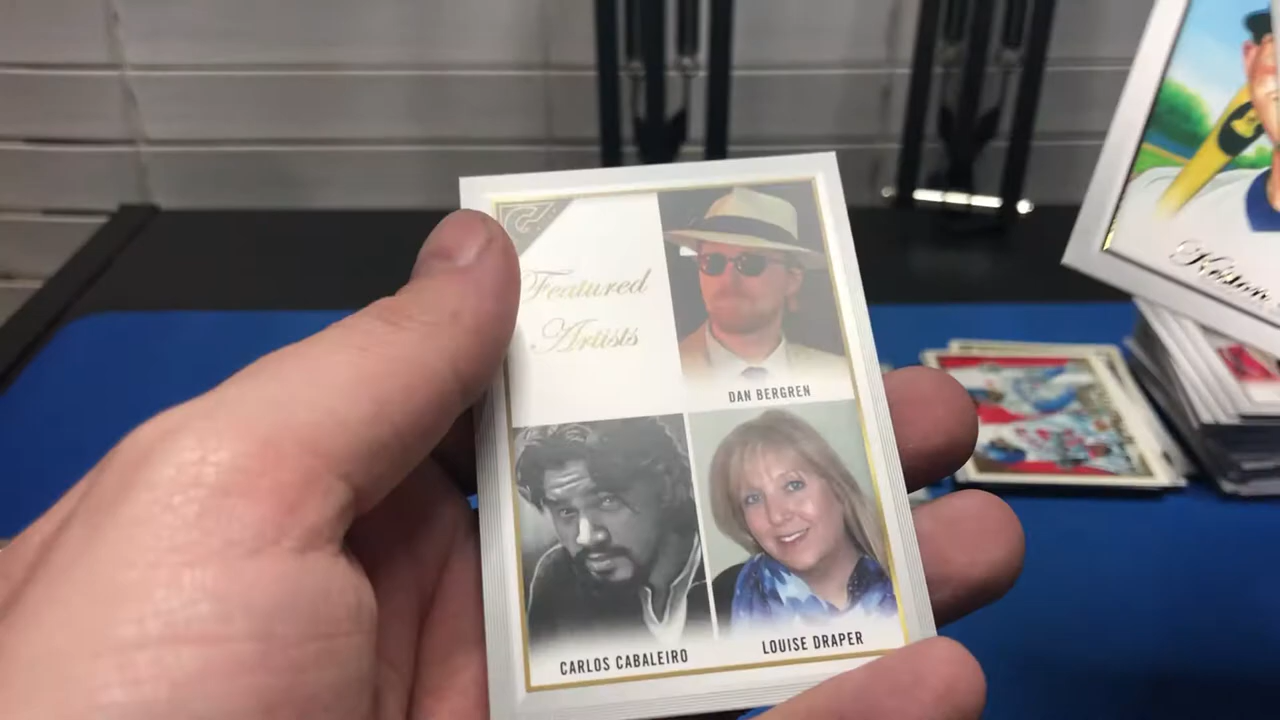 Featured
Artists
DAN BERGREN
CARLOS CABALEIRO
LOUISE DRAPER